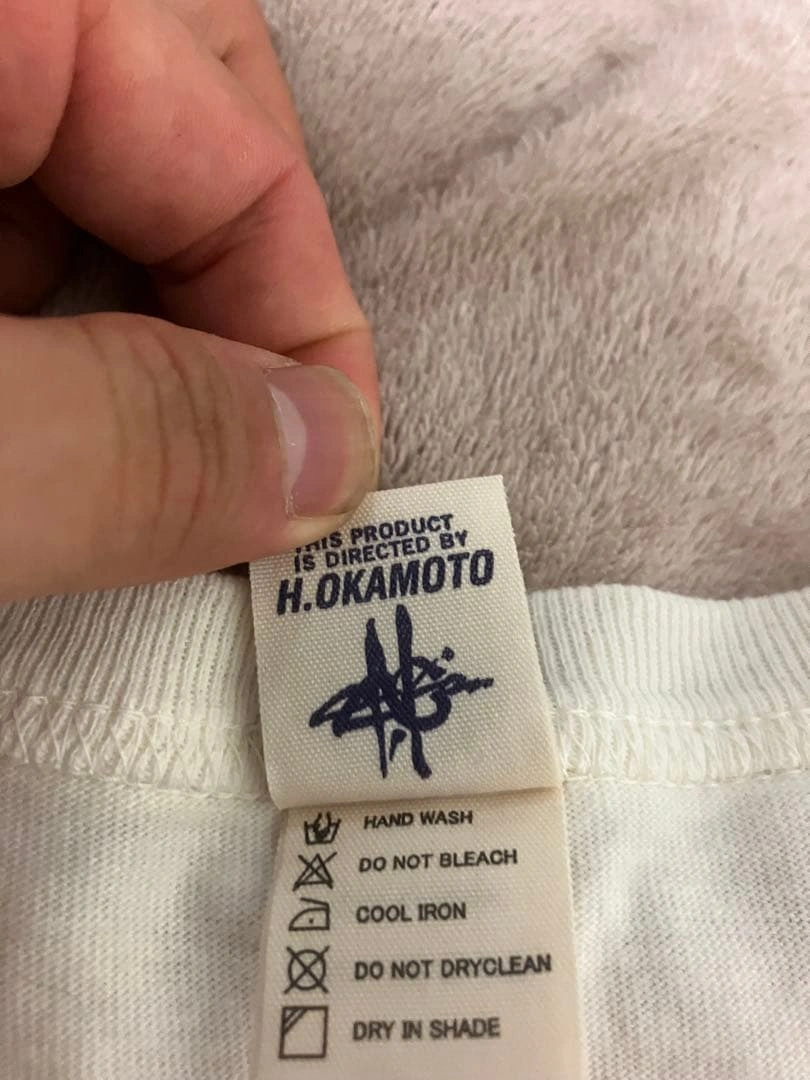 THIS PRODUCT
IS DIRECTED BY
H.OKAMOTO
HAND WASH
DO NOT BLEACH
COOL IRON
DO NOT DRYCLEAN
DRY IN SHADE